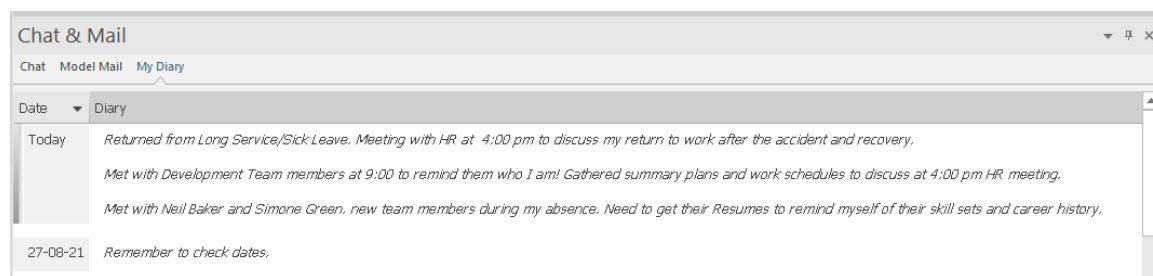 Chat & Mail
Chat Model Mail My Diary
Date Diary
Today Returned from Long Service/Sick Leave. Meeting with HR at 4:00 pm to discuss my return to work after the accident and recovery.
Met with Development Team members at 9:00 to remind them who I am! Gathered summary plans and work schedules to discuss at 4:00 pm HR meeting.
Met with Neil Baker and Simone Green. new team members during my absence. Need to get their Resumes to remind myself of their skill sets and career history.
27-08-21 Remember to check dates.